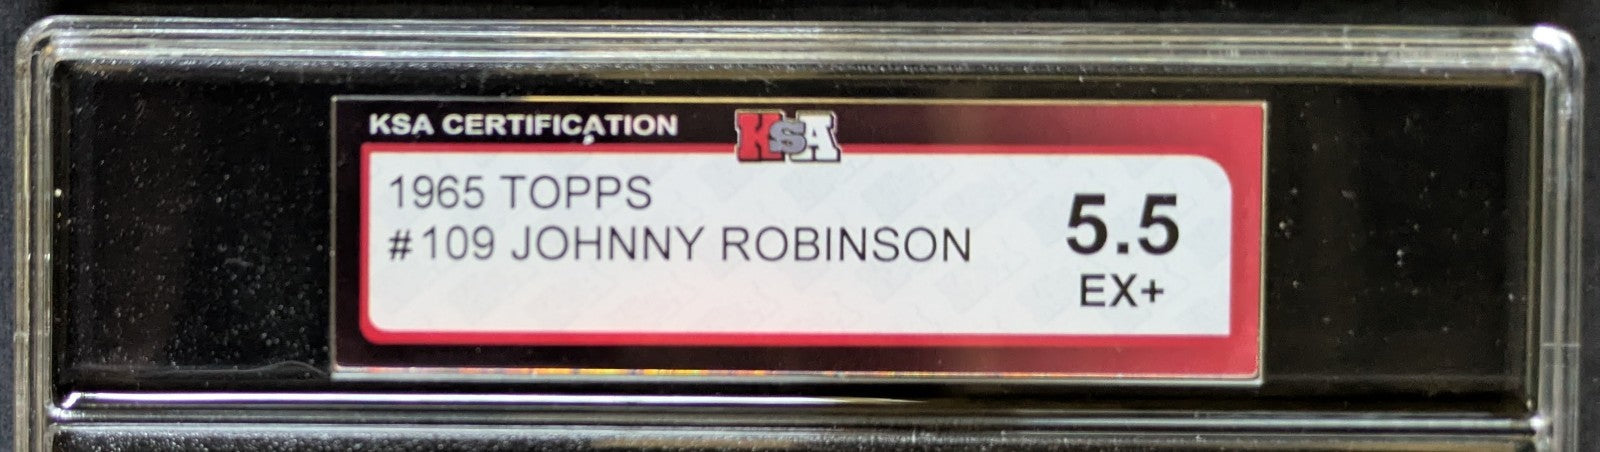 KSA CERTIFICATION
KSA
1965 TOPPS
#109 JOHNNY ROBINSON
5.5
EX+